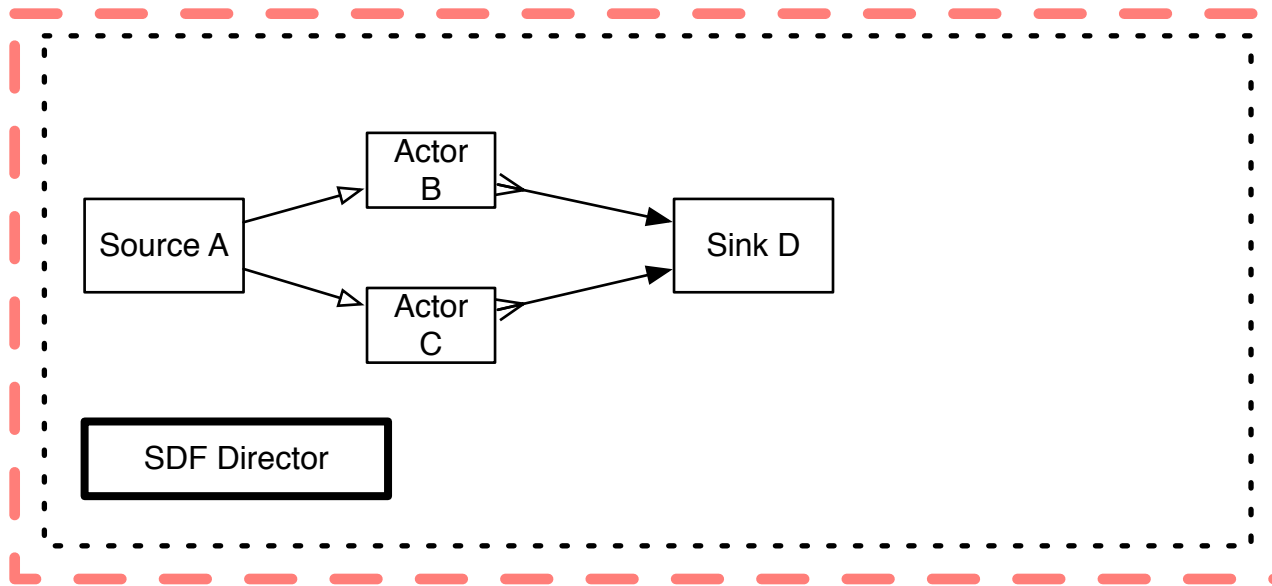 Actor
B
Source A
Sink D
Actor
C
SDF Director